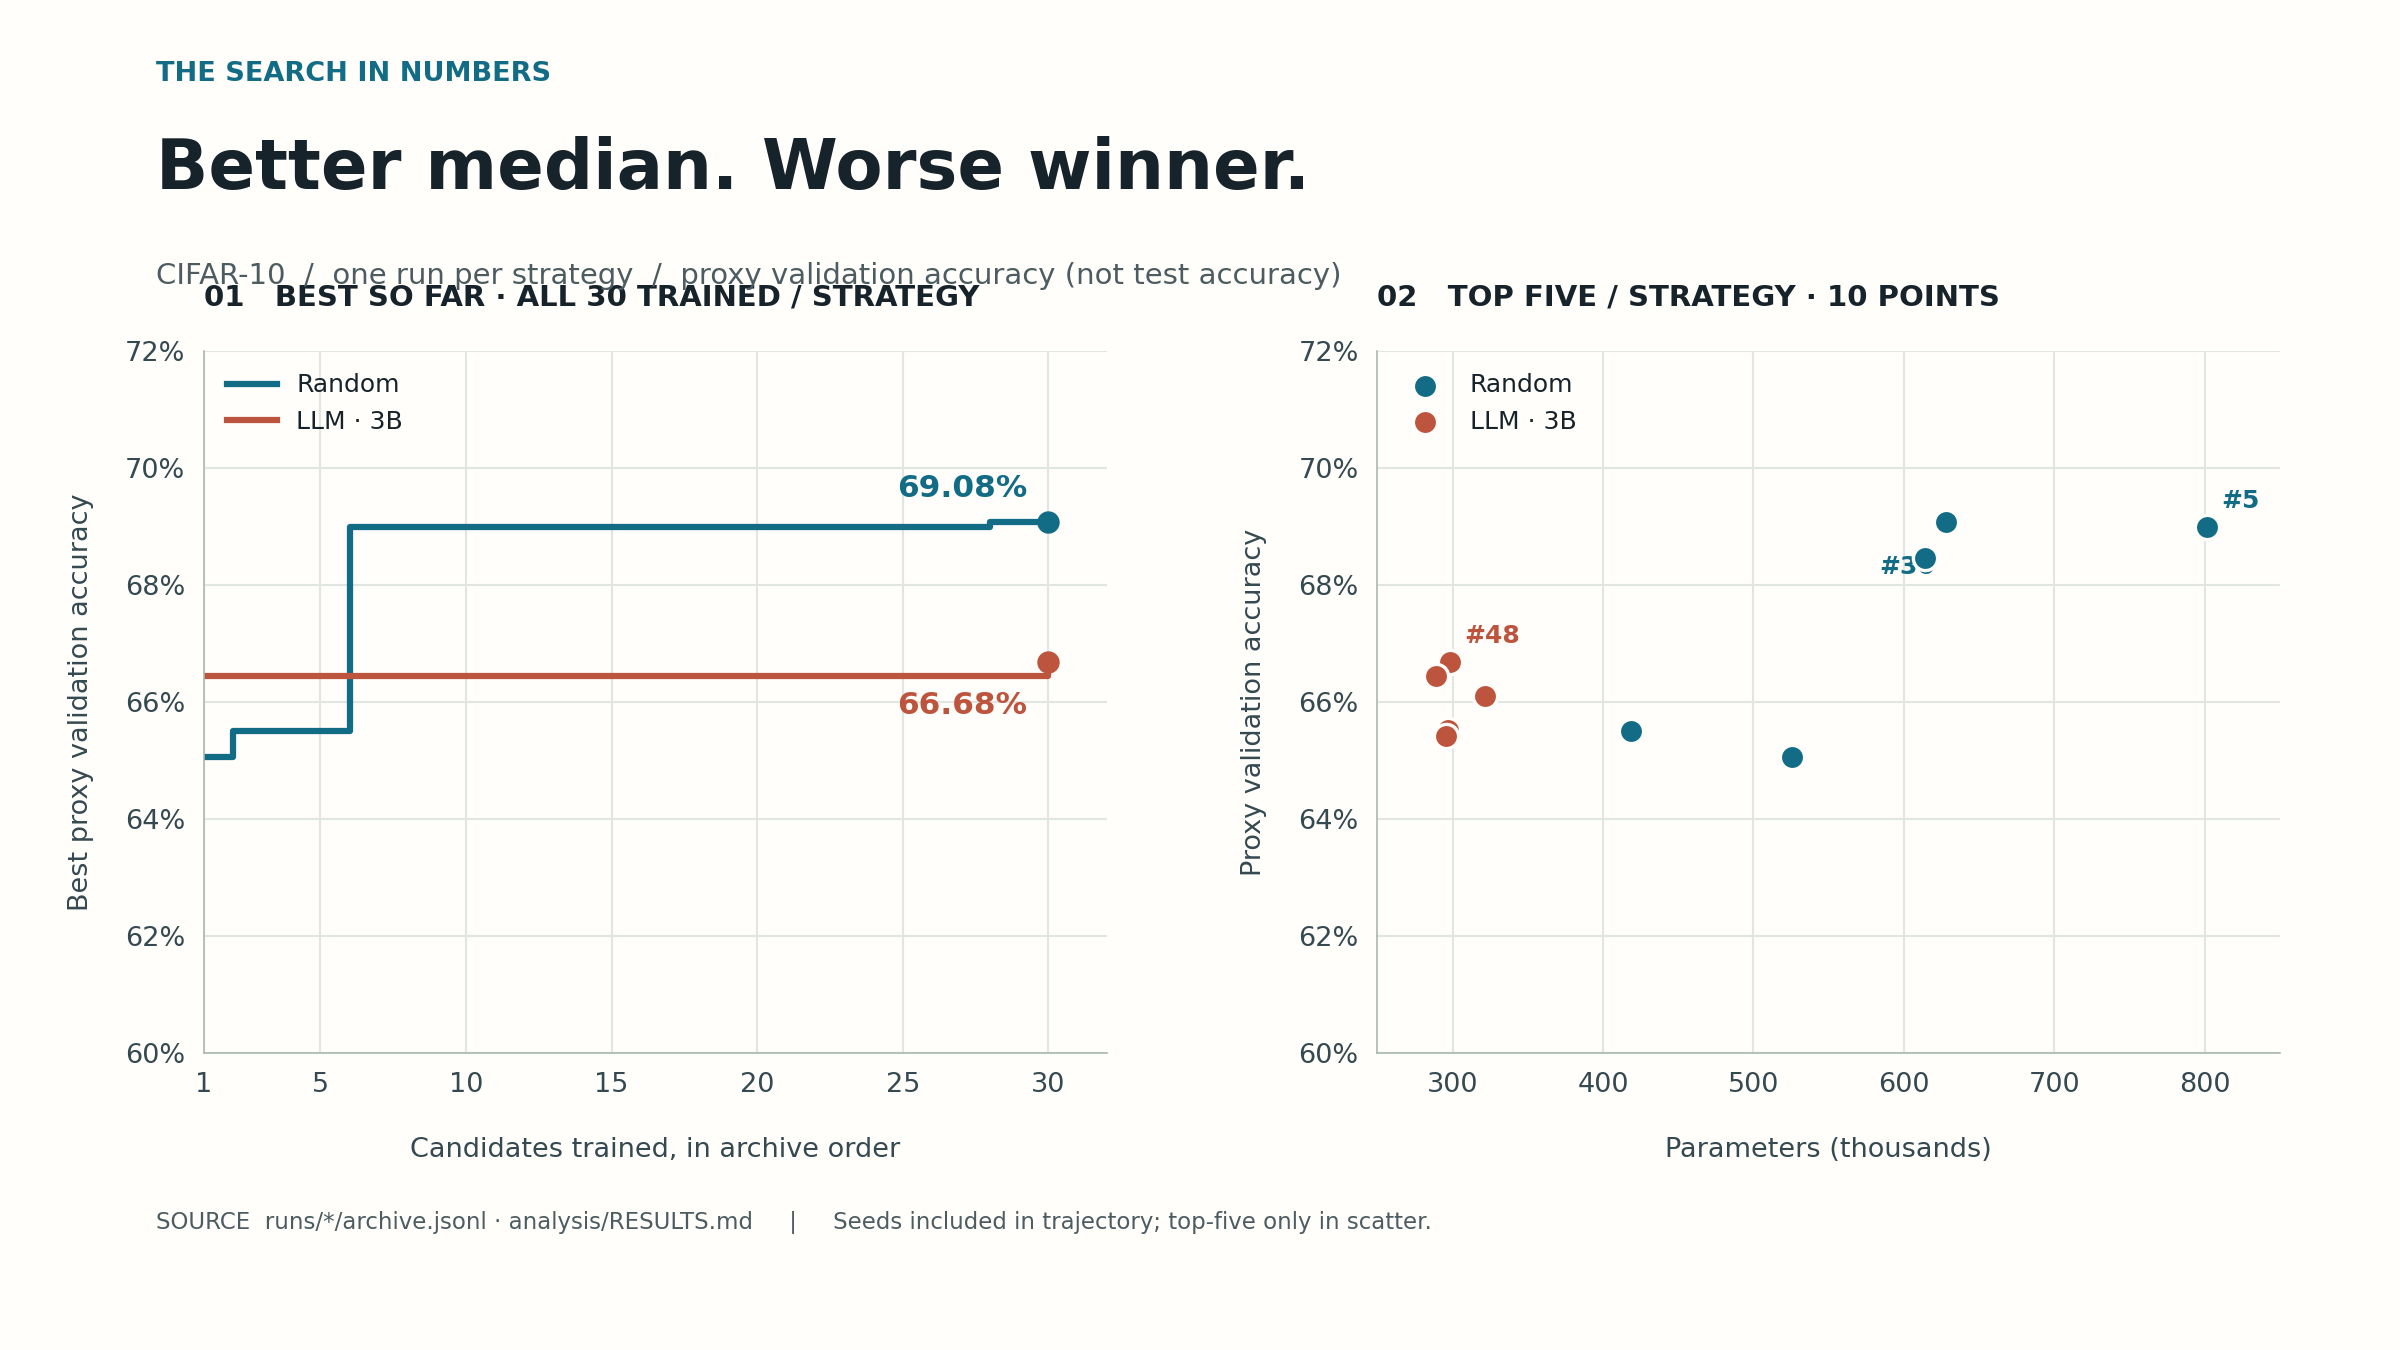 THE SEARCH IN NUMBERS
Better median. Worse winner.
CIFAR-10 / one run per strategy / proxy validation accuracy (not test accuracy)
01 BEST SO FAR · ALL 30 TRAINED / STRATEGY
72%
70%
68%
66%
64%
62%
60%
Best proxy validation accuracy
Random
LLM · 3B
69.08%
66.68%
1 5 10 15 20 25 30
Candidates trained, in archive order
02 TOP FIVE / STRATEGY · 10 POINTS
72%
70%
68%
66%
64%
62%
60%
Proxy validation accuracy
Random
LLM · 3B
#5
#48
300 400 500 600 700 800
Parameters (thousands)
SOURCE runs/*/archive.jsonl · analysis/RESULTS.md | Seeds included in trajectory; top-five only in scatter.